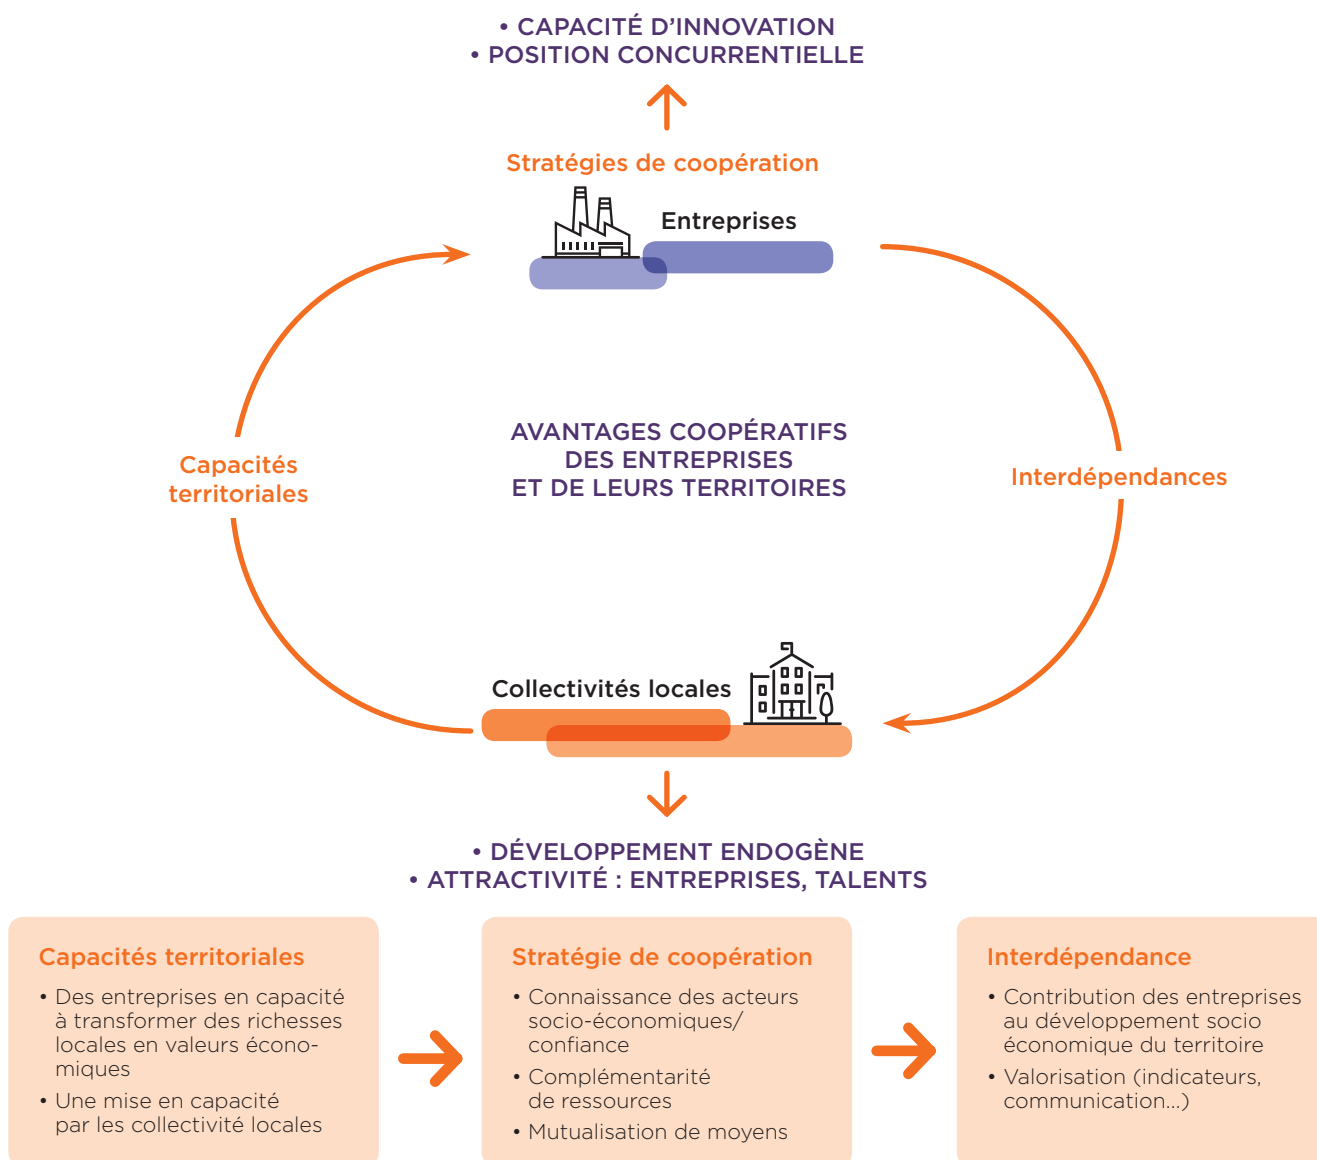 • CAPACITÉ D’INNOVATION
• POSITION CONCURRENTIELLE
Stratégies de coopération
Entreprises
AVANTAGES COOPÉRATIFS
DES ENTREPRISES
ET DE LEURS TERRITOIRES
Capacités
territoriales
Interdépendances
Collectivités locales
• DÉVELOPPEMENT ENDOGÈNE
• ATTRACTIVITÉ : ENTREPRISES, TALENTS
Capacités territoriales
• Des entreprises en capacité
à transformer des richesses
locales en valeurs écono-
miques
• Une mise en capacité
par les collectivité locales
Stratégie de coopération
• Connaissance des acteurs
socio-économiques/
confiance
• Complémentarité
de ressources
• Mutualisation de moyens
Interdépendance
• Contribution des entreprises
au développement socio
économique du territoire
• Valorisation (indicateurs,
communication...)